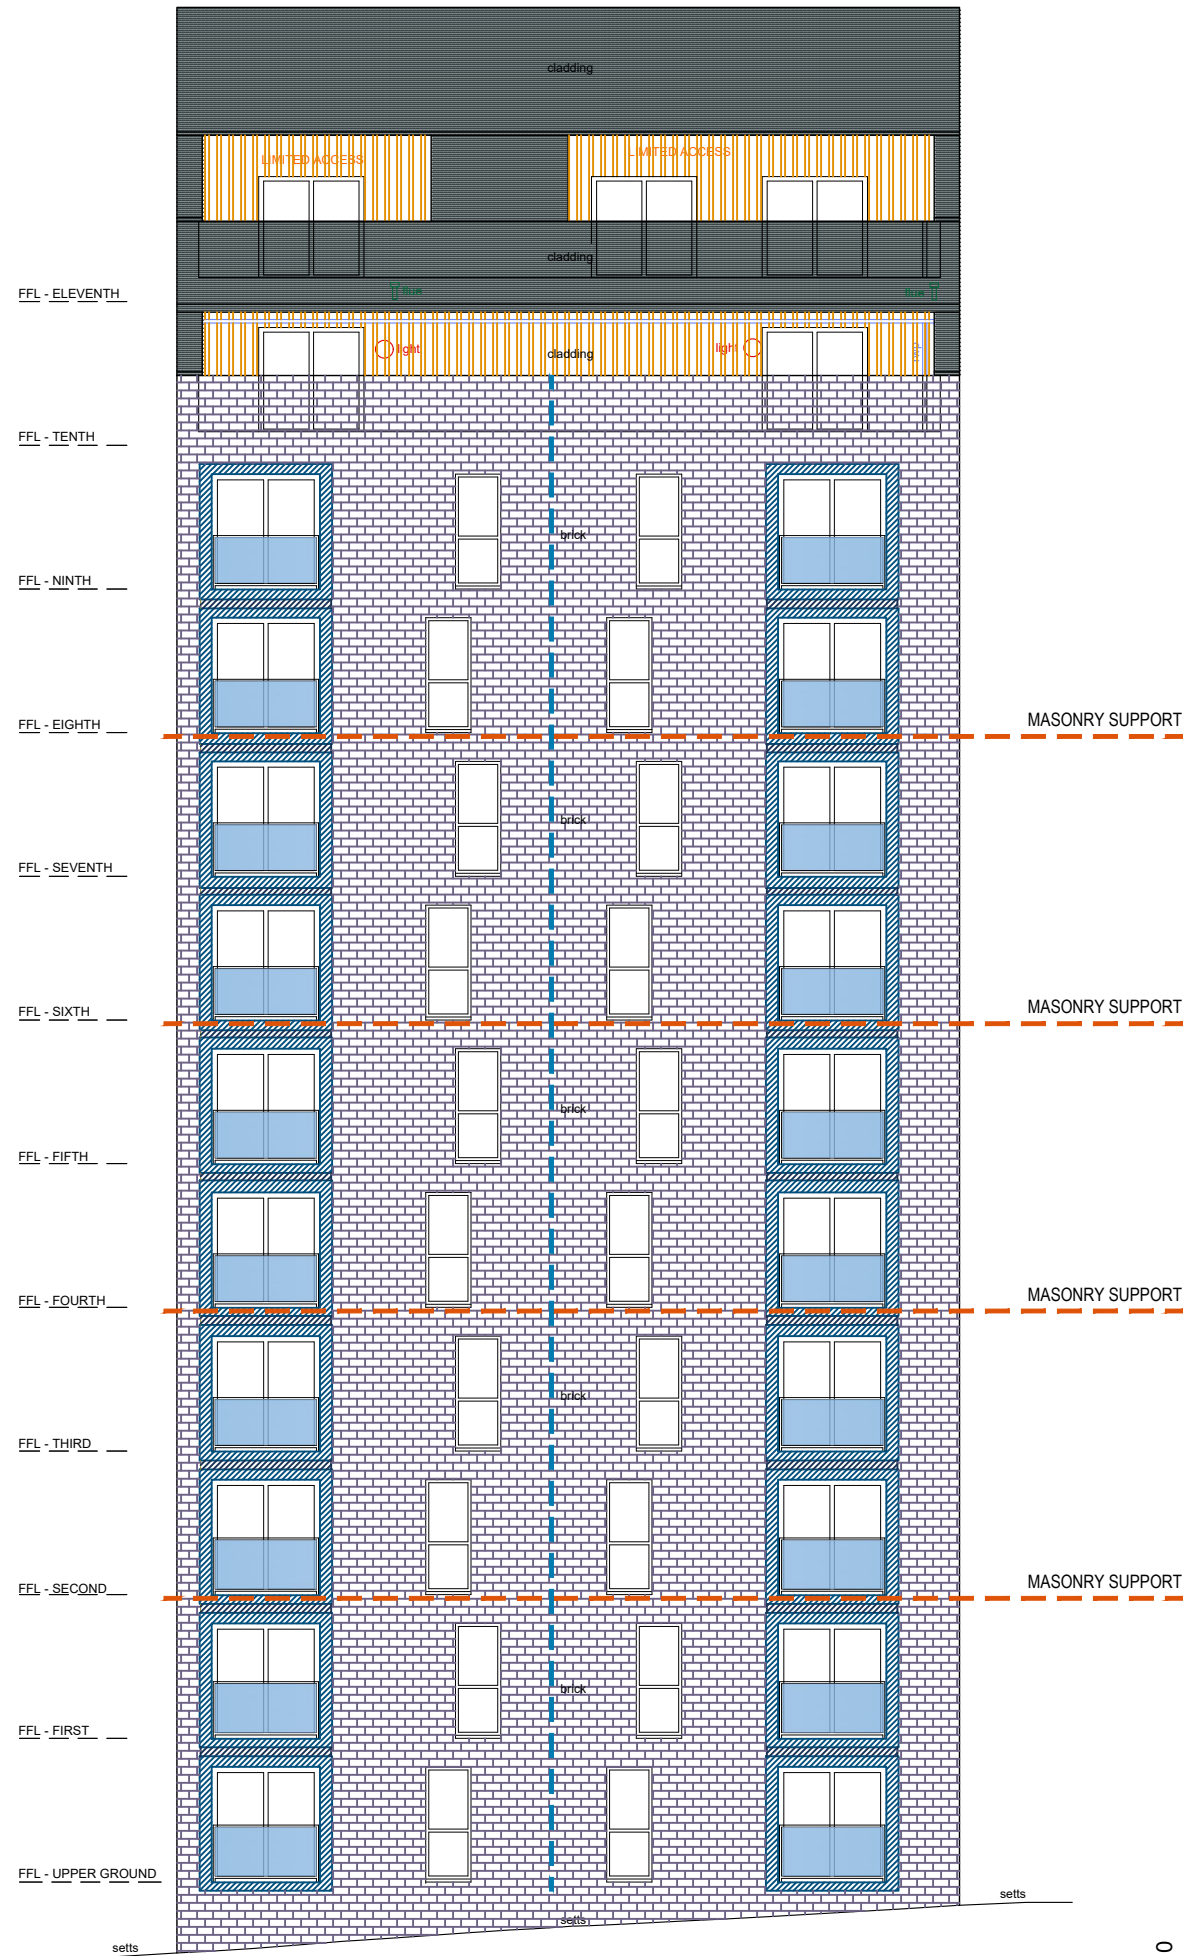 cladding
LIMITED ACCESS
LIMITED ACCESS
cladding
FFL - ELEVENTH
flue
flue
light
cladding
light
rwp
FFL - TENTH
brick
FFL - NINTH
FFL - EIGHTH
MASONRY SUPPORT
brick
FFL - SEVENTH
FFL - SIXTH
MASONRY SUPPORT
brick
FFL - FIFTH
FFL - FOURTH
MASONRY SUPPORT
brick
FFL - THIRD
FFL - SECOND
MASONRY SUPPORT
brick
FFL - FIRST
FFL - UPPER GROUND
setts
setts
setts
0